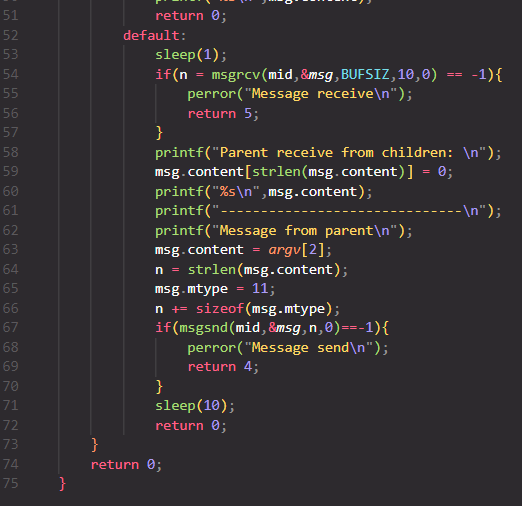 printf("%s\n",msg.content);
51 return 0;
52 default:
53 sleep(1);
54 if(n = msgrcv(mid,&msg,BUFSIZ,10,0) == -1){
55 perror("Message receive\n");
56 return 5;
57 }
58 printf("Parent receive from children: \n");
59 msg.content[strlen(msg.content)] = 0;
60 printf("%s\n",msg.content);
61 printf("------------------------------\n");
62 printf("Message from parent\n");
63 msg.content = argv[2];
64 n = strlen(msg.content);
65 msg.mtype = 11;
66 n += sizeof(msg.mtype);
67 if(msgsnd(mid,&msg,n,0)==-1){
68 perror("Message send\n");
69 return 4;
70 }
71 sleep(10);
72 return 0;
73 }
74 return 0;
75 }